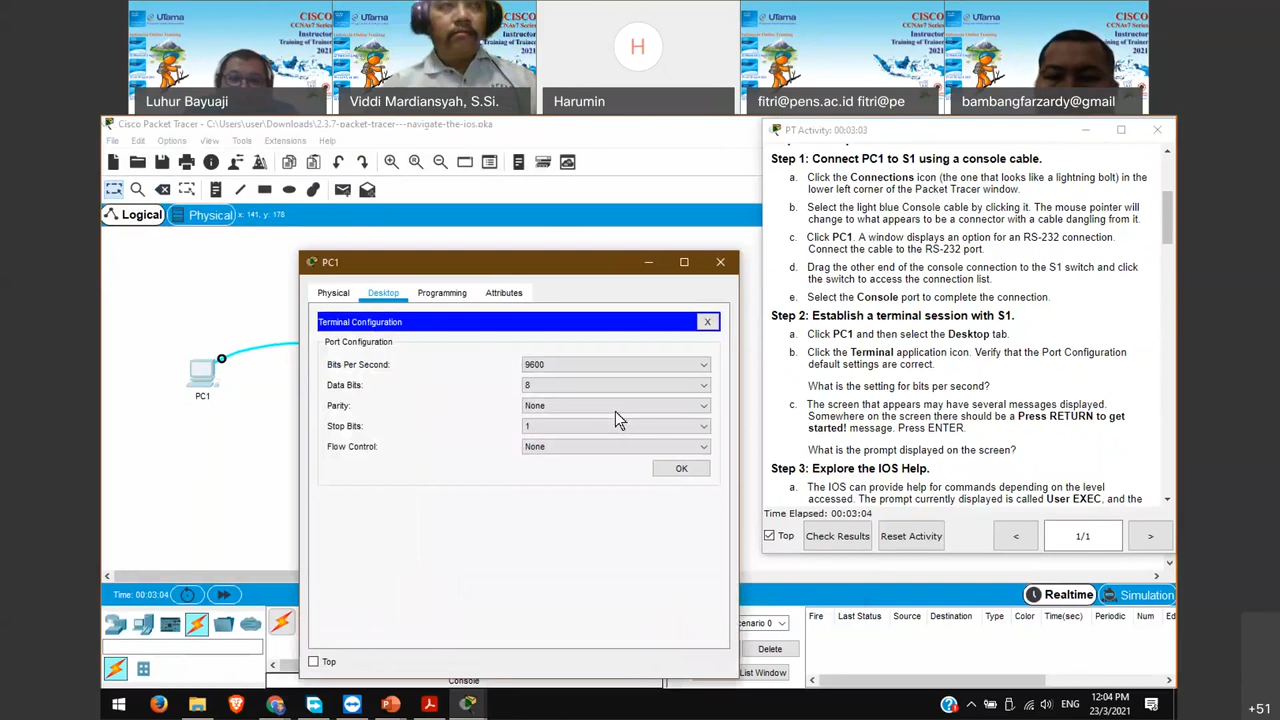 UTama
CISCO
CCNAv7 Series
Instructor
Training of Trainer
2021
Luhur Bayuaji
Viddi Mardiansyah, S.Si.
H
Harumin
fitri@pens.ac.id fitri@pe
bambangfarzardy@gmail
Cisco Packet Tracer - C:\Users\user\Downloads\2.3.7-packet-tracer---navigate-the-ios.pka
File Edit Options View Tools Extensions Help
Logical Physical x: 141, y: 178
PC1
PC1
Physical Desktop Programming Attributes
Terminal Configuration X
Port Configuration
Bits Per Second: 9600
Data Bits: 8
Parity: None
Stop Bits: 1
Flow Control: None
OK
Top
PT Activity: 00:03:03
Step 1: Connect PC1 to S1 using a console cable.
a. Click the Connections icon (the one that looks like a lightning bolt) in the
lower left corner of the Packet Tracer window.
b. Select the light blue Console cable by clicking it. The mouse pointer will
change to what appears to be a connector with a cable dangling from it.
c. Click PC1. A window displays an option for an RS-232 connection.
Connect the cable to the RS-232 port.
d. Drag the other end of the console connection to the S1 switch and click
the switch to access the connection list.
e. Select the Console port to complete the connection.
Step 2: Establish a terminal session with S1.
a. Click PC1 and then select the Desktop tab.
b. Click the Terminal application icon. Verify that the Port Configuration
default settings are correct.
What is the setting for bits per second?
c. The screen that appears may have several messages displayed.
Somewhere on the screen there should be a Press RETURN to get
started! message. Press ENTER.
What is the prompt displayed on the screen?
Step 3: Explore the IOS Help.
a. The IOS can provide help for commands depending on the level
accessed. The prompt currently displayed is called User EXEC, and the
Time Elapsed: 00:03:04
Top Check Results Reset Activity < 1/1 >
Time: 00:03:04
Realtime Simulation
enario 0
Delete
List Window
Fire Last Status Source Destination Type Color Time(sec) Periodic Num Ed
Console
ENG
12:04 PM
23/3/2021
+51